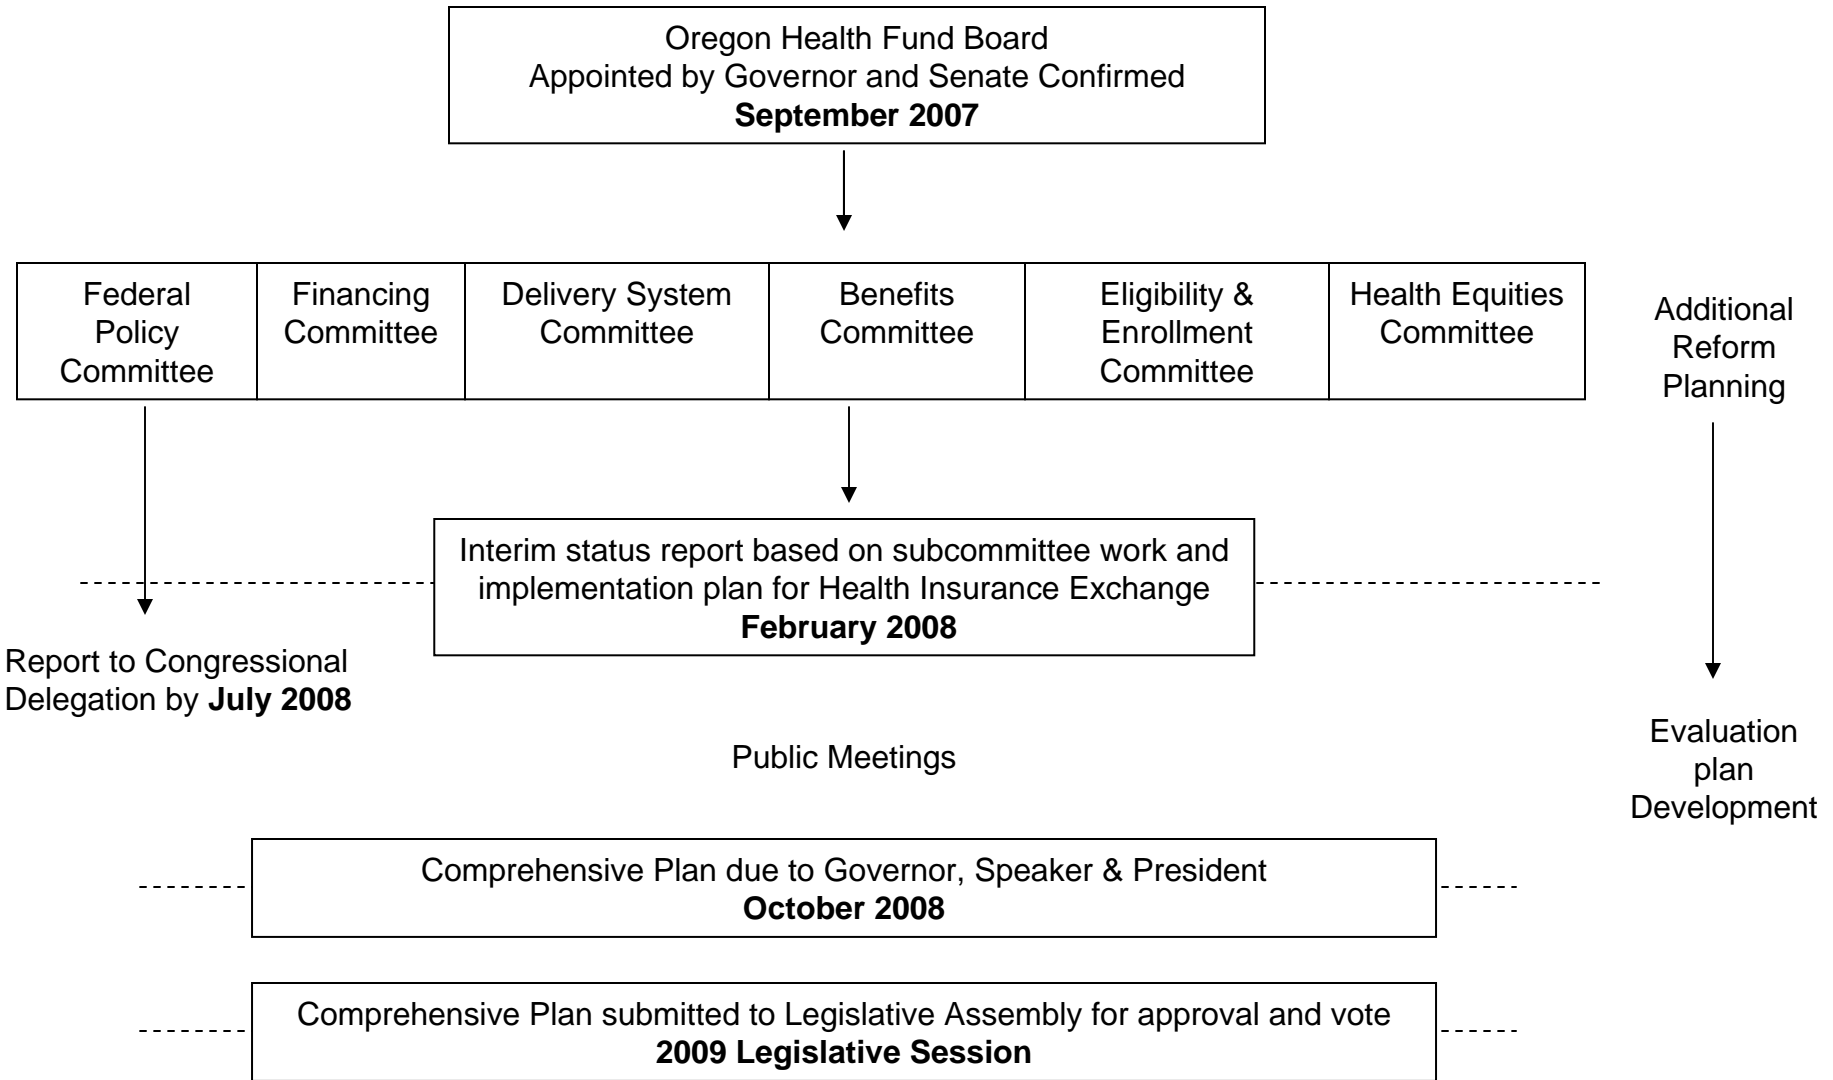 Oregon Health Fund Board
Appointed by Governor and Senate Confirmed
September 2007
Federal
Policy
Committee
Financing
Committee
Delivery System
Committee
Benefits
Committee
Eligibility &
Enrollment
Committee
Health Equities
Committee
Additional
Reform
Planning
Interim status report based on subcommittee work and
implementation plan for Health Insurance Exchange
February 2008
Report to Congressional
Delegation by July 2008
Public Meetings
Evaluation
plan
Development
Comprehensive Plan due to Governor, Speaker & President
October 2008
Comprehensive Plan submitted to Legislative Assembly for approval and vote
2009 Legislative Session